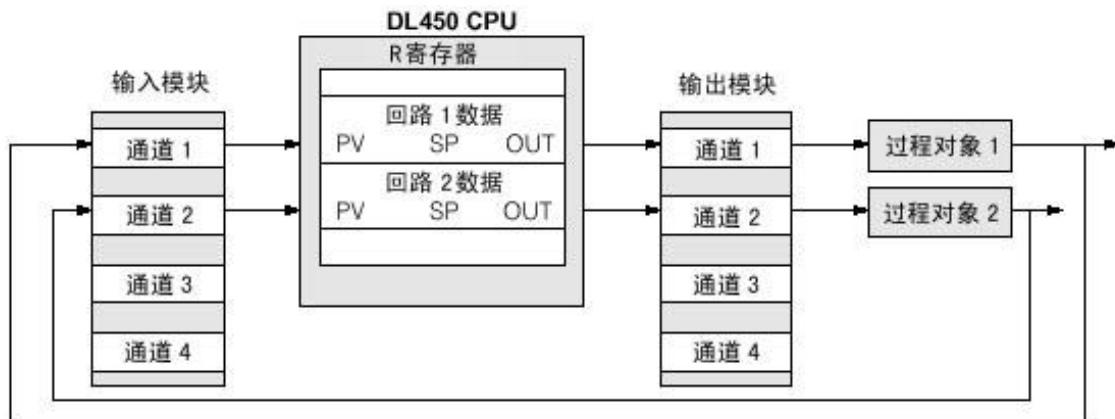 DL450 CPU
R寄存器
输入模块
通道 1
通道 2
通道 3
通道 4
回路 1 数据
PV SP OUT
回路 2 数据
PV SP OUT
输出模块
通道 1
通道 2
通道 3
通道 4
过程对象 1
过程对象 2